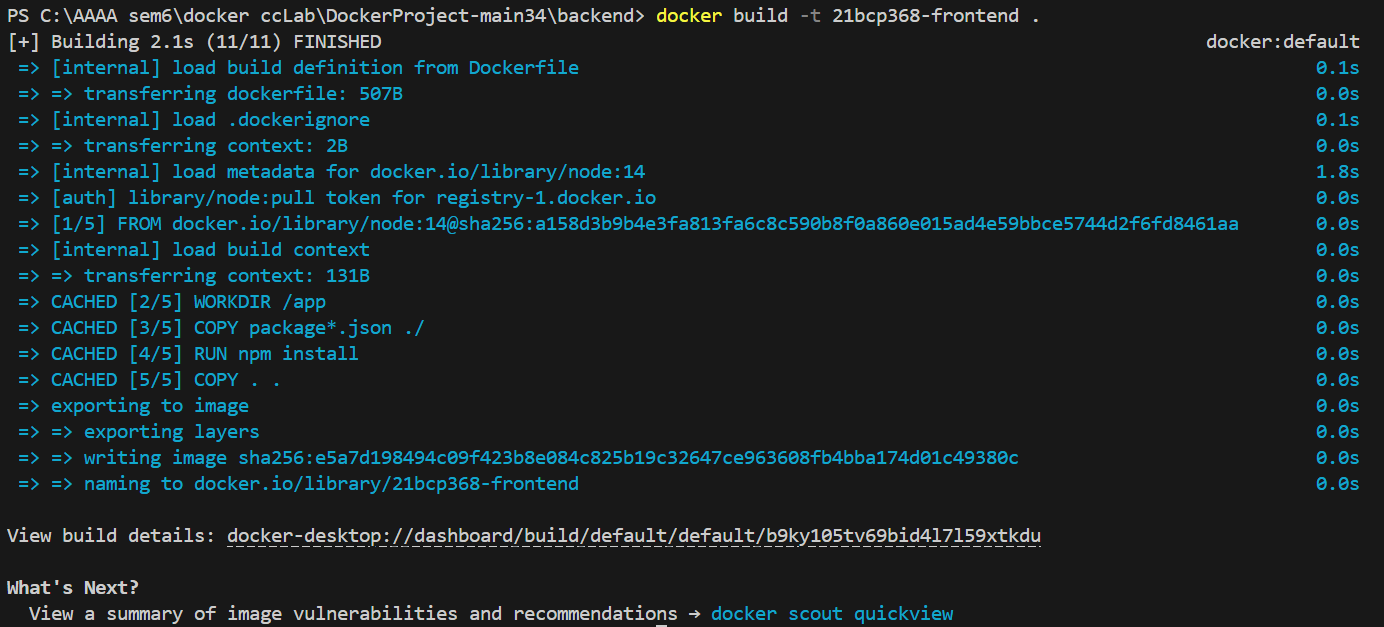 PS C:\AAAA sem6\docker ccLab\DockerProject-main34\backend> docker build -t 21bcp368-frontend .
[+] Building 2.1s (11/11) FINISHED docker:default
=> [internal] load build definition from Dockerfile 0.1s
=> => transferring dockerfile: 507B 0.0s
=> [internal] load .dockerignore 0.1s
=> => transferring context: 2B 0.0s
=> [internal] load metadata for docker.io/library/node:14 1.8s
=> [auth] library/node:pull token for registry-1.docker.io 0.0s
=> [1/5] FROM docker.io/library/node:14@sha256:a158d3b9b4e3fa813fa6c8c590b8f0a860e015ad4e59bbce5744d2f6fd8461aa 0.0s
=> [internal] load build context 0.0s
=> => transferring context: 131B 0.0s
=> CACHED [2/5] WORKDIR /app 0.0s
=> CACHED [3/5] COPY package*.json ./ 0.0s
=> CACHED [4/5] RUN npm install 0.0s
=> CACHED [5/5] COPY . . 0.0s
=> exporting to image 0.0s
=> => exporting layers 0.0s
=> => writing image sha256:e5a7d198494c09f423b8e084c825b19c32647ce963608fb4bba174d01c49380c 0.0s
=> => naming to docker.io/library/21bcp368-frontend 0.0s
View build details: docker-desktop://dashboard/build/default/default/b9ky105tv69bid4l7l59xtkdu
What's Next?
View a summary of image vulnerabilities and recommendations → docker scout quickview